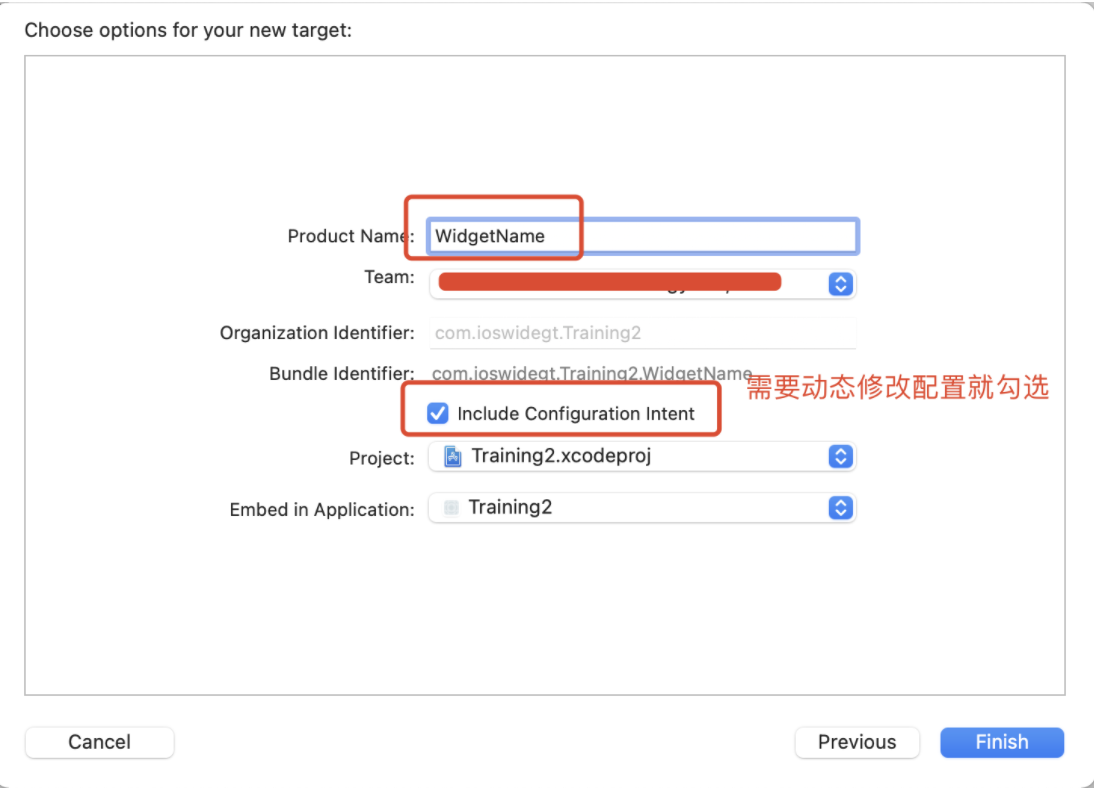 Choose options for your new target:
Product Name: WidgetName
Team:
Organization Identifier: com.ioswidegt.Training2
Bundle Identifier: com.ioswidegt.Training2.WidgetName
需要动态修改配置就勾选
Include Configuration Intent
Project: Training2.xcodeproj
Embed in Application: Training2
Cancel Previous Finish